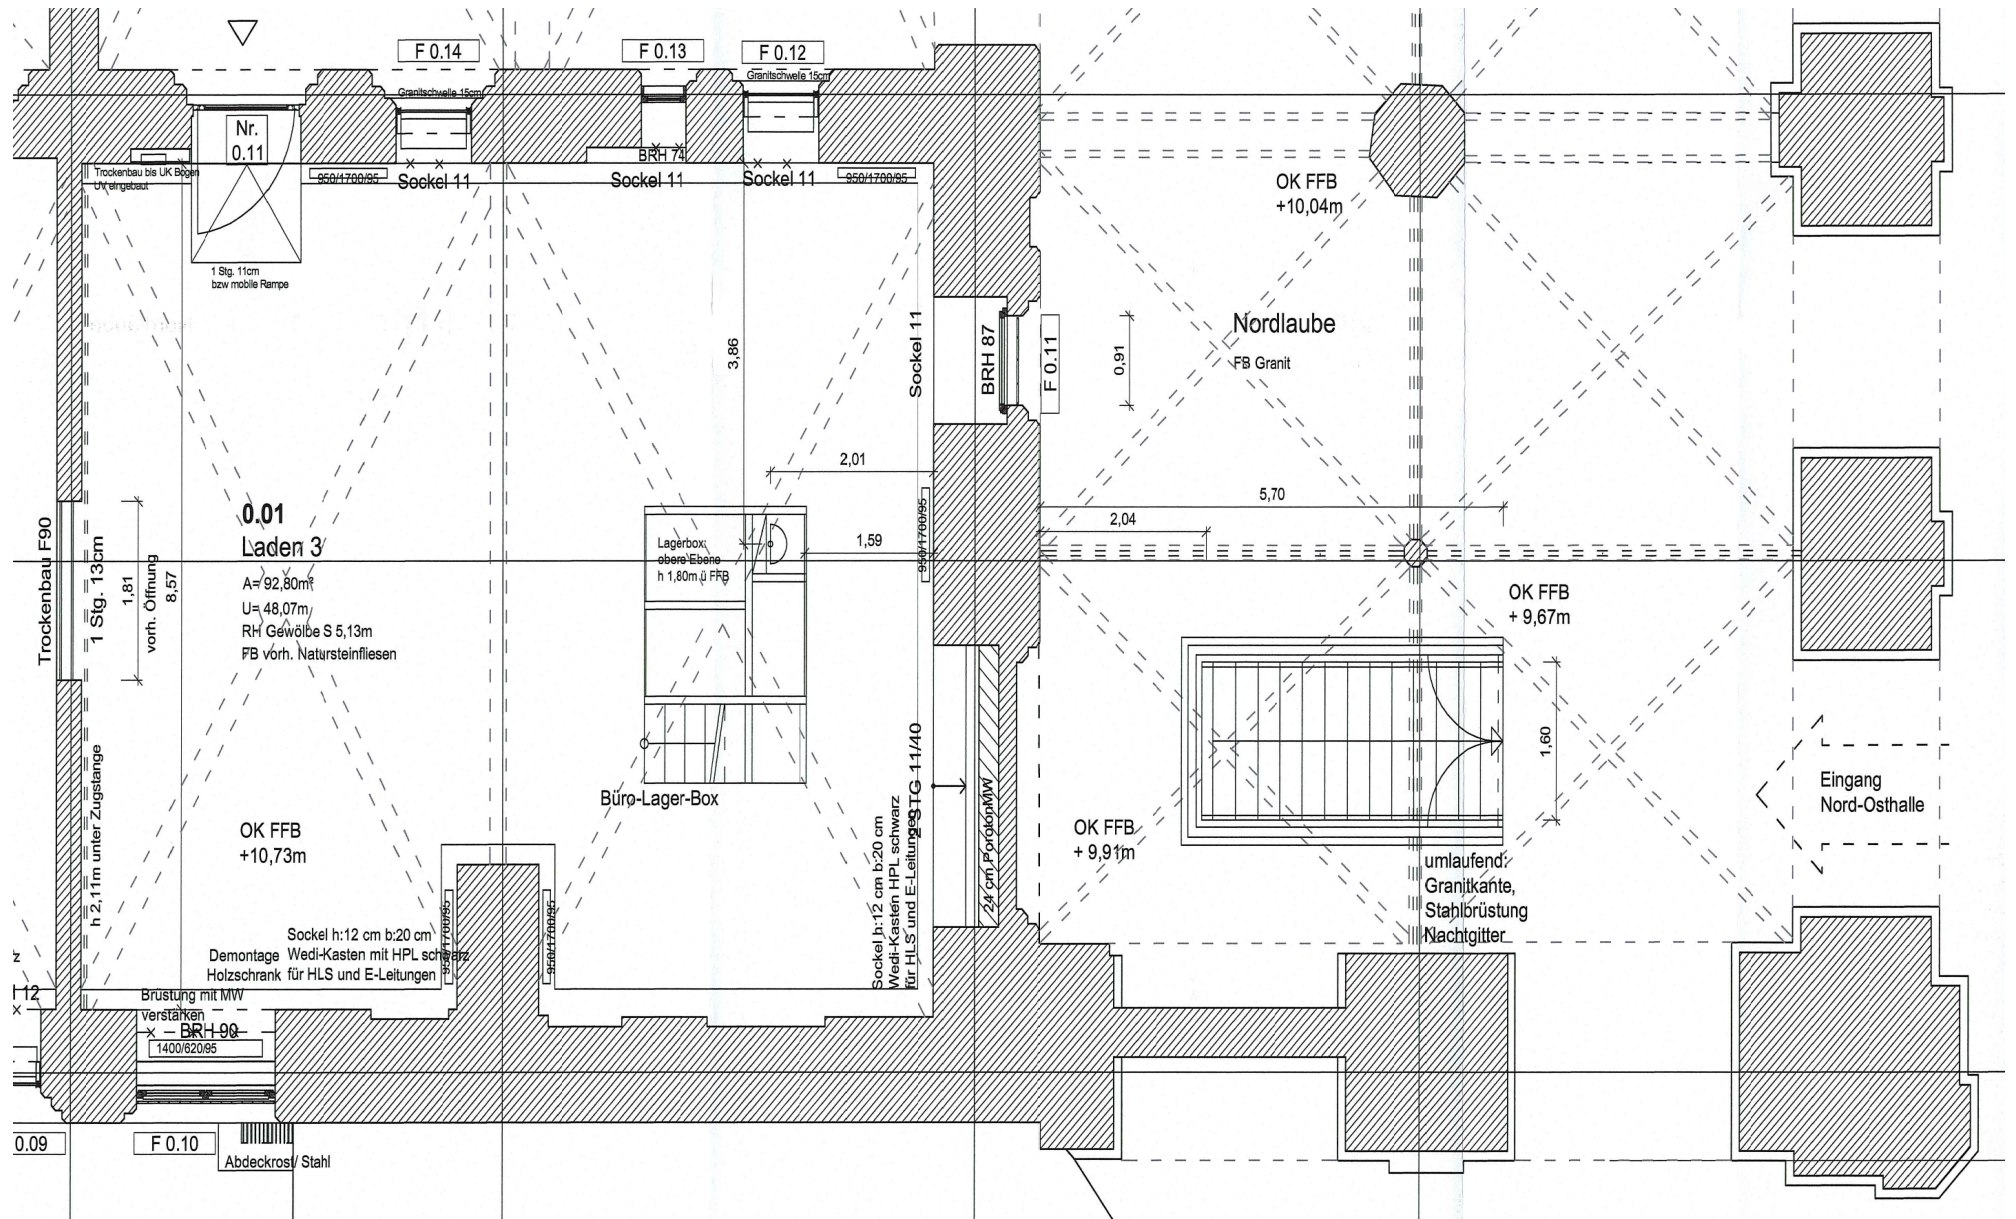 F 0.14
F 0.13
F 0.12
Granitschwelle 15cm
Granitschwelle 15cm
Nr.
0.11
Trockenbau bis UK Bogen
UV eingebaut
950/1700/95
Sockel 11
BRH 74
Sockel 11
Sockel 11
950/1700/95
1 Stg. 11cm
bzw mobile Rampe
OK FFB
+10,04m
3,86
Sockel 11
BRH 87
F 0.11
0,91
Nordlaube
FB Granit
2,01
950/1700/95
5,70
2,04
1,59
Trockenbau F90
1 Stg. 13cm
1,81
vorh. Öffnung
8,57
0.01
Laden 3
A= 92,80m²
U= 48,07m
RH Gewölbe S 5,13m
FB vorh. Natursteinfliesen
Lagerbox:
obere Ebene
h 1,80m ü FFB
OK FFB
+ 9,67m
1,60
Eingang
Nord-Osthalle
Büro-Lager-Box
h 2,11m unter Zugstange
OK FFB
+10,73m
2 STG 11/40
24 cm PorotonMW
Sockel h:12 cm b:20 cm
Wedi-Kasten HPL schwarz
für HLS und E-Leitungen
OK FFB
+ 9,91m
umlaufend:
Granitkante,
Stahlbrüstung
Nachtgitter
950/1700/95
950/1700/95
Sockel h:12 cm b:20 cm
Demontage Wedi-Kasten mit HPL schwarz
Holzschrank für HLS und E-Leitungen
Brüstung mit MW
verstärken
BRH 90
1400/620/95
0.09
F 0.10
Abdeckrost/ Stahl